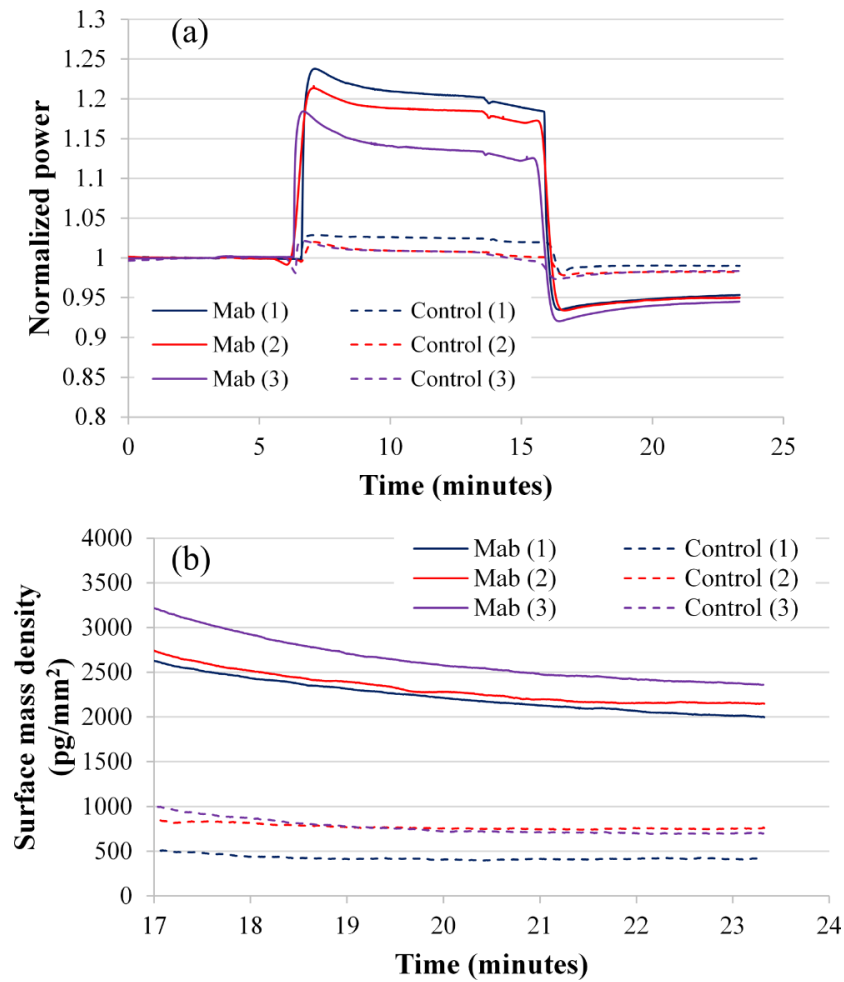 (a)
Normalized power
1.3
1.25
1.2
1.15
1.1
1.05
1
0.95
0.9
0.85
0.8
Mab (1) Control (1)
Mab (2) Control (2)
Mab (3) Control (3)
0 5 10 15 20 25
Time (minutes)
(b)
Surface mass density
(pg/mm²)
4000
3500
3000
2500
2000
1500
1000
500
0
Mab (1) Control (1)
Mab (2) Control (2)
Mab (3) Control (3)
17 18 19 20 21 22 23 24
Time (minutes)